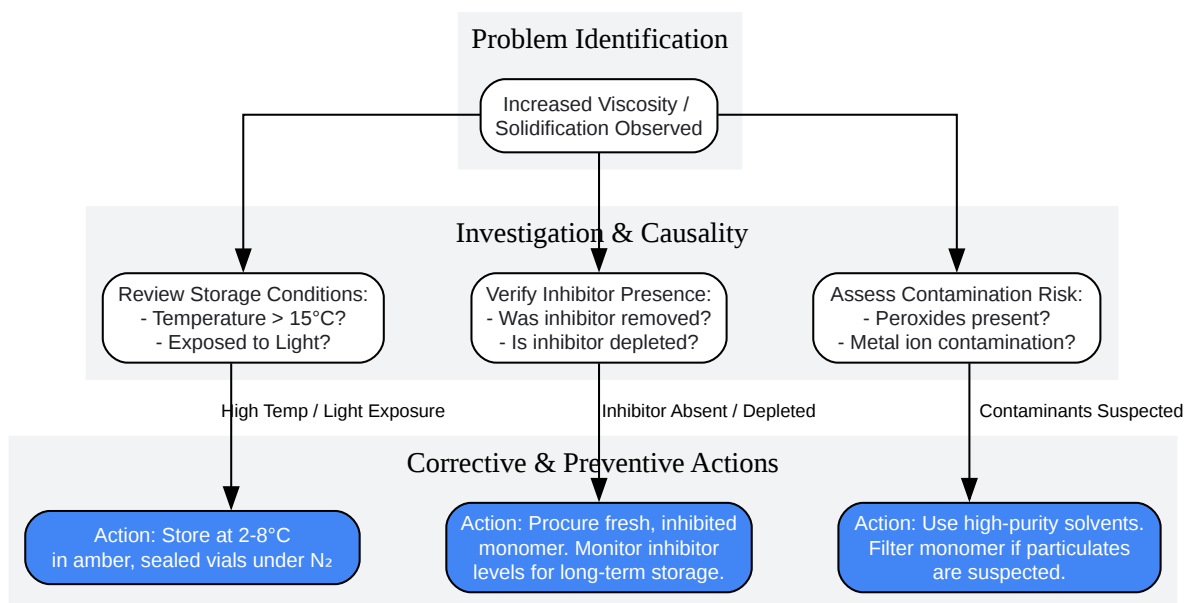 Problem Identification
Increased Viscosity /
Solidification Observed
Investigation & Causality
Review Storage Conditions:
- Temperature > 15°C?
- Exposed to Light?
Verify Inhibitor Presence:
- Was inhibitor removed?
- Is inhibitor depleted?
Assess Contamination Risk:
- Peroxides present?
- Metal ion contamination?
High Temp / Light Exposure
Inhibitor Absent / Depleted
Contaminants Suspected
Corrective & Preventive Actions
Action: Store at 2-8°C
in amber, sealed vials under N₂
Action: Procure fresh, inhibited
monomer. Monitor inhibitor
levels for long-term storage.
Action: Use high-purity solvents.
Filter monomer if particulates
are suspected.